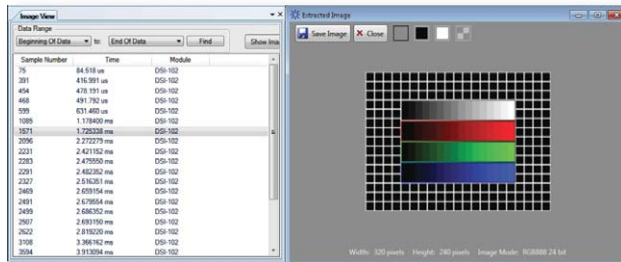 Image View
Data Range
Beginning Of Data to: End Of Data Find Show Ima
Sample Number Time Module
75 84.518 us DSI-102
391 416.991 us DSI-102
454 478.191 us DSI-102
468 491.792 us DSI-102
599 631.460 us DSI-102
1089 1.178400 ms DSI-102
1571 1.725338 ms DSI-102
2096 2.272279 ms DSI-102
2231 2.421152 ms DSI-102
2283 2.475550 ms DSI-102
2291 2.482352 ms DSI-102
2327 2.516351 ms DSI-102
2469 2.659154 ms DSI-102
2491 2.679554 ms DSI-102
2499 2.686352 ms DSI-102
2507 2.693150 ms DSI-102
2622 2.819220 ms DSI-102
3108 3.366162 ms DSI-102
3594 3.913094 ms DSI-102
Extracted Image
Save Image Close
Width: 320 pixels Height: 240 pixels Image Mode: RGB888 24 bit